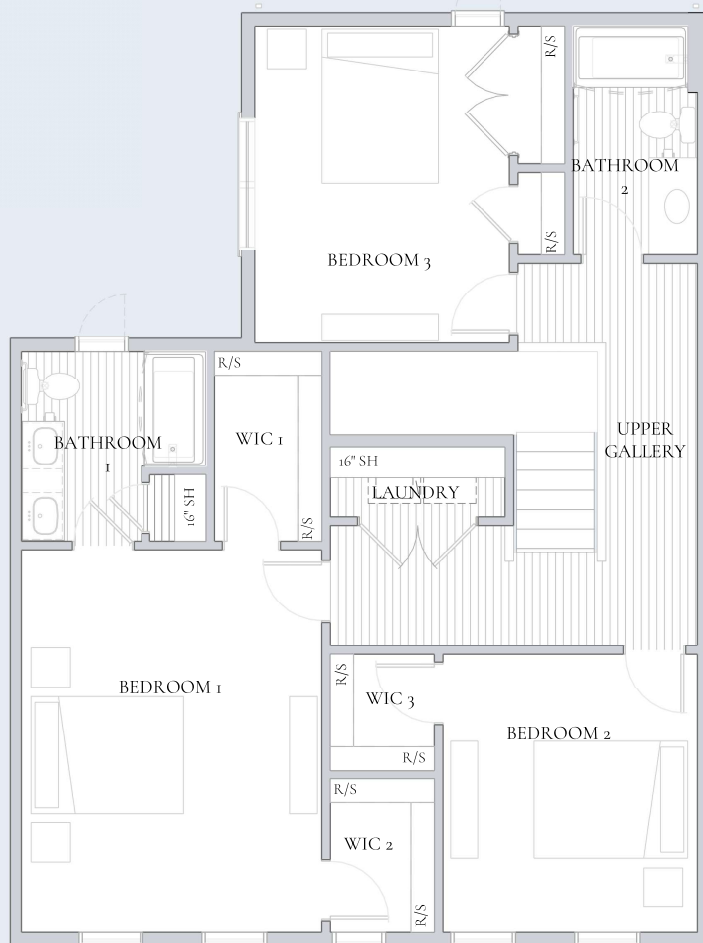 R/S
BATHROOM
2
R/S
BEDROOM 3
R/S
BATHROOM
1
WIC 1
UPPER
GALLERY
16" SH
LAUNDRY
16" SH
R/S
R/S
BEDROOM 1
WIC 3
R/S
BEDROOM 2
R/S
WIC 2
R/S